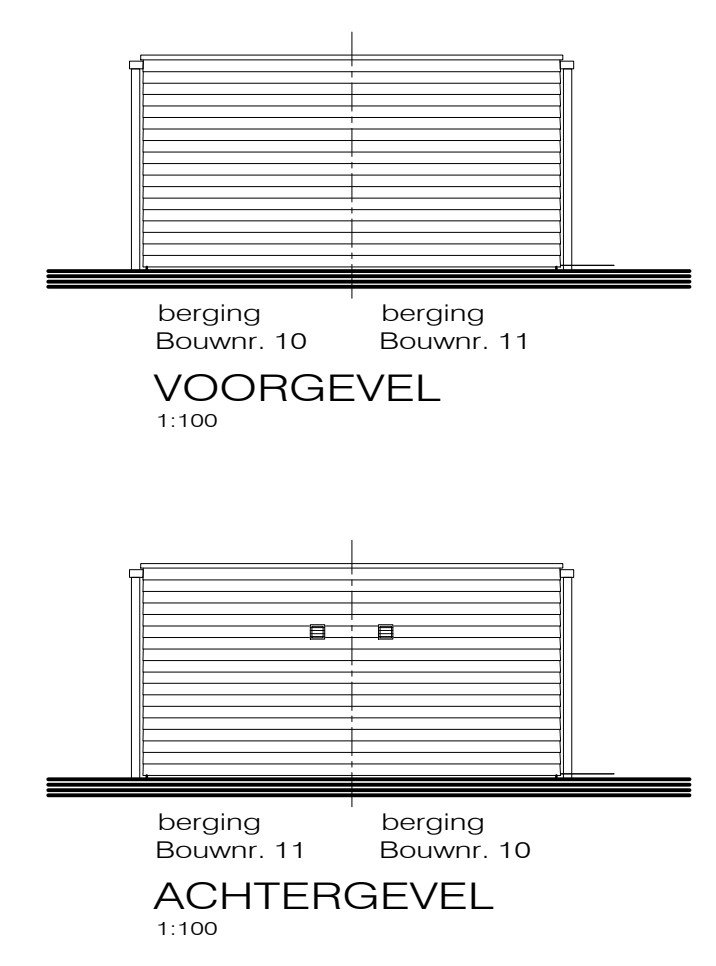 berging berging
Bouwnr. 10 Bouwnr. 11
VOORGEVEL
1:100
berging berging
Bouwnr. 11 Bouwnr. 10
ACHTERGEVEL
1:100